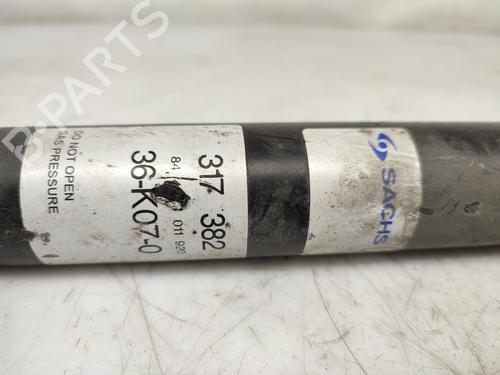 B-PARTS
DO NOT OPEN
GAS PRESSURE
317 382
84 011 920
36-K07-0
SACHS